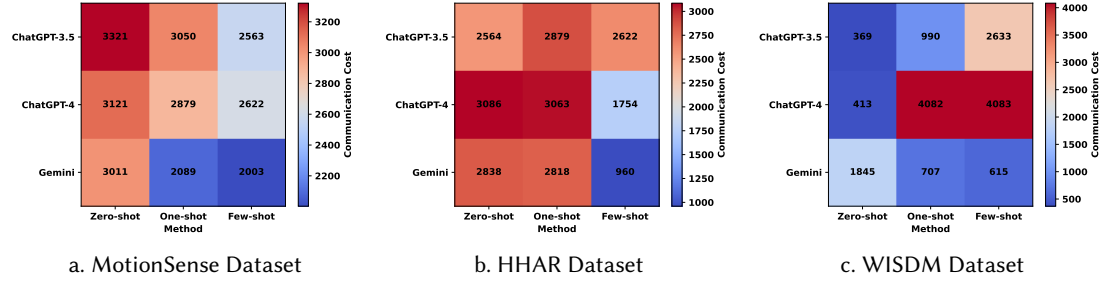 ChatGPT-3.5 3321 3050 2563
ChatGPT-4 3121 2879 2622
Gemini 3011 2089 2003
Zero-shot One-shot Few-shot
Method
3200
3000
2800
2600
2400
2200
Communication Cost
a. MotionSense Dataset
ChatGPT-3.5 2564 2879 2622
ChatGPT-4 3086 3063 1754
Gemini 2838 2818 960
Zero-shot One-shot Few-shot
Method
3000
2750
2500
2250
2000
1750
1500
1250
1000
Communication Cost
b. HHAR Dataset
ChatGPT-3.5 369 990 2633
ChatGPT-4 413 4082 4083
Gemini 1845 707 615
Zero-shot One-shot Few-shot
Method
4000
3500
3000
2500
2000
1500
1000
500
Communication Cost
c. WISDM Dataset